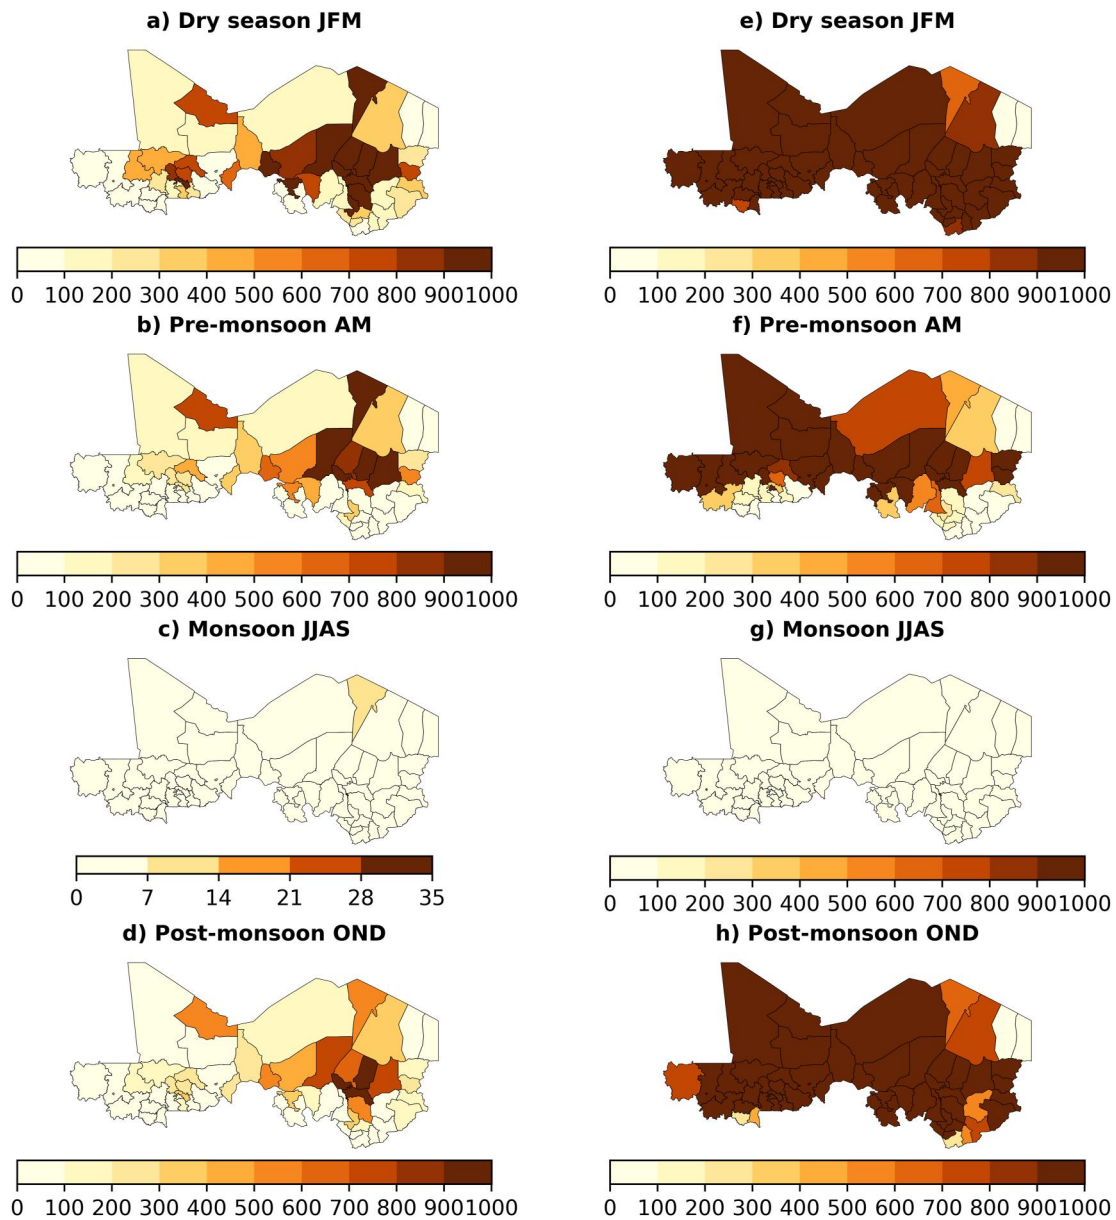 a) Dry season JFM
0 100 200 300 400 500 600 700 800 9001000
b) Pre-monsoon AM
0 100 200 300 400 500 600 700 800 9001000
c) Monsoon JJAS
0 7 14 21 28 35
d) Post-monsoon OND
0 100 200 300 400 500 600 700 800 9001000
e) Dry season JFM
0 100 200 300 400 500 600 700 800 9001000
f) Pre-monsoon AM
0 100 200 300 400 500 600 700 800 9001000
g) Monsoon JJAS
0 100 200 300 400 500 600 700 800 9001000
h) Post-monsoon OND
0 100 200 300 400 500 600 700 800 9001000